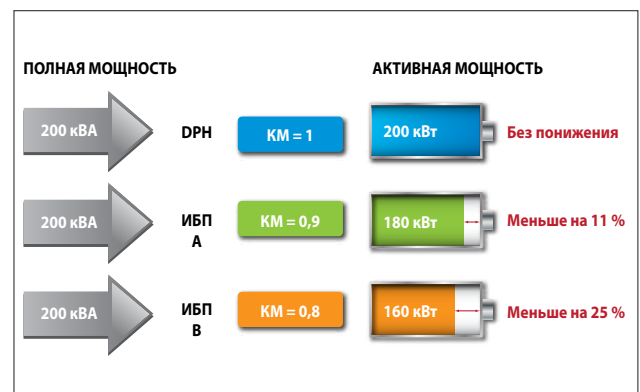 ПОЛНАЯ МОЩНОСТЬ
АКТИВНАЯ МОЩНОСТЬ
200 кВА
DPH
КМ = 1
200 кВт
Без понижения
200 кВА
ИБП
А
КМ = 0,9
180 кВт
Меньше на 11 %
200 кВА
ИБП
В
КМ = 0,8
160 кВт
Меньше на 25 %